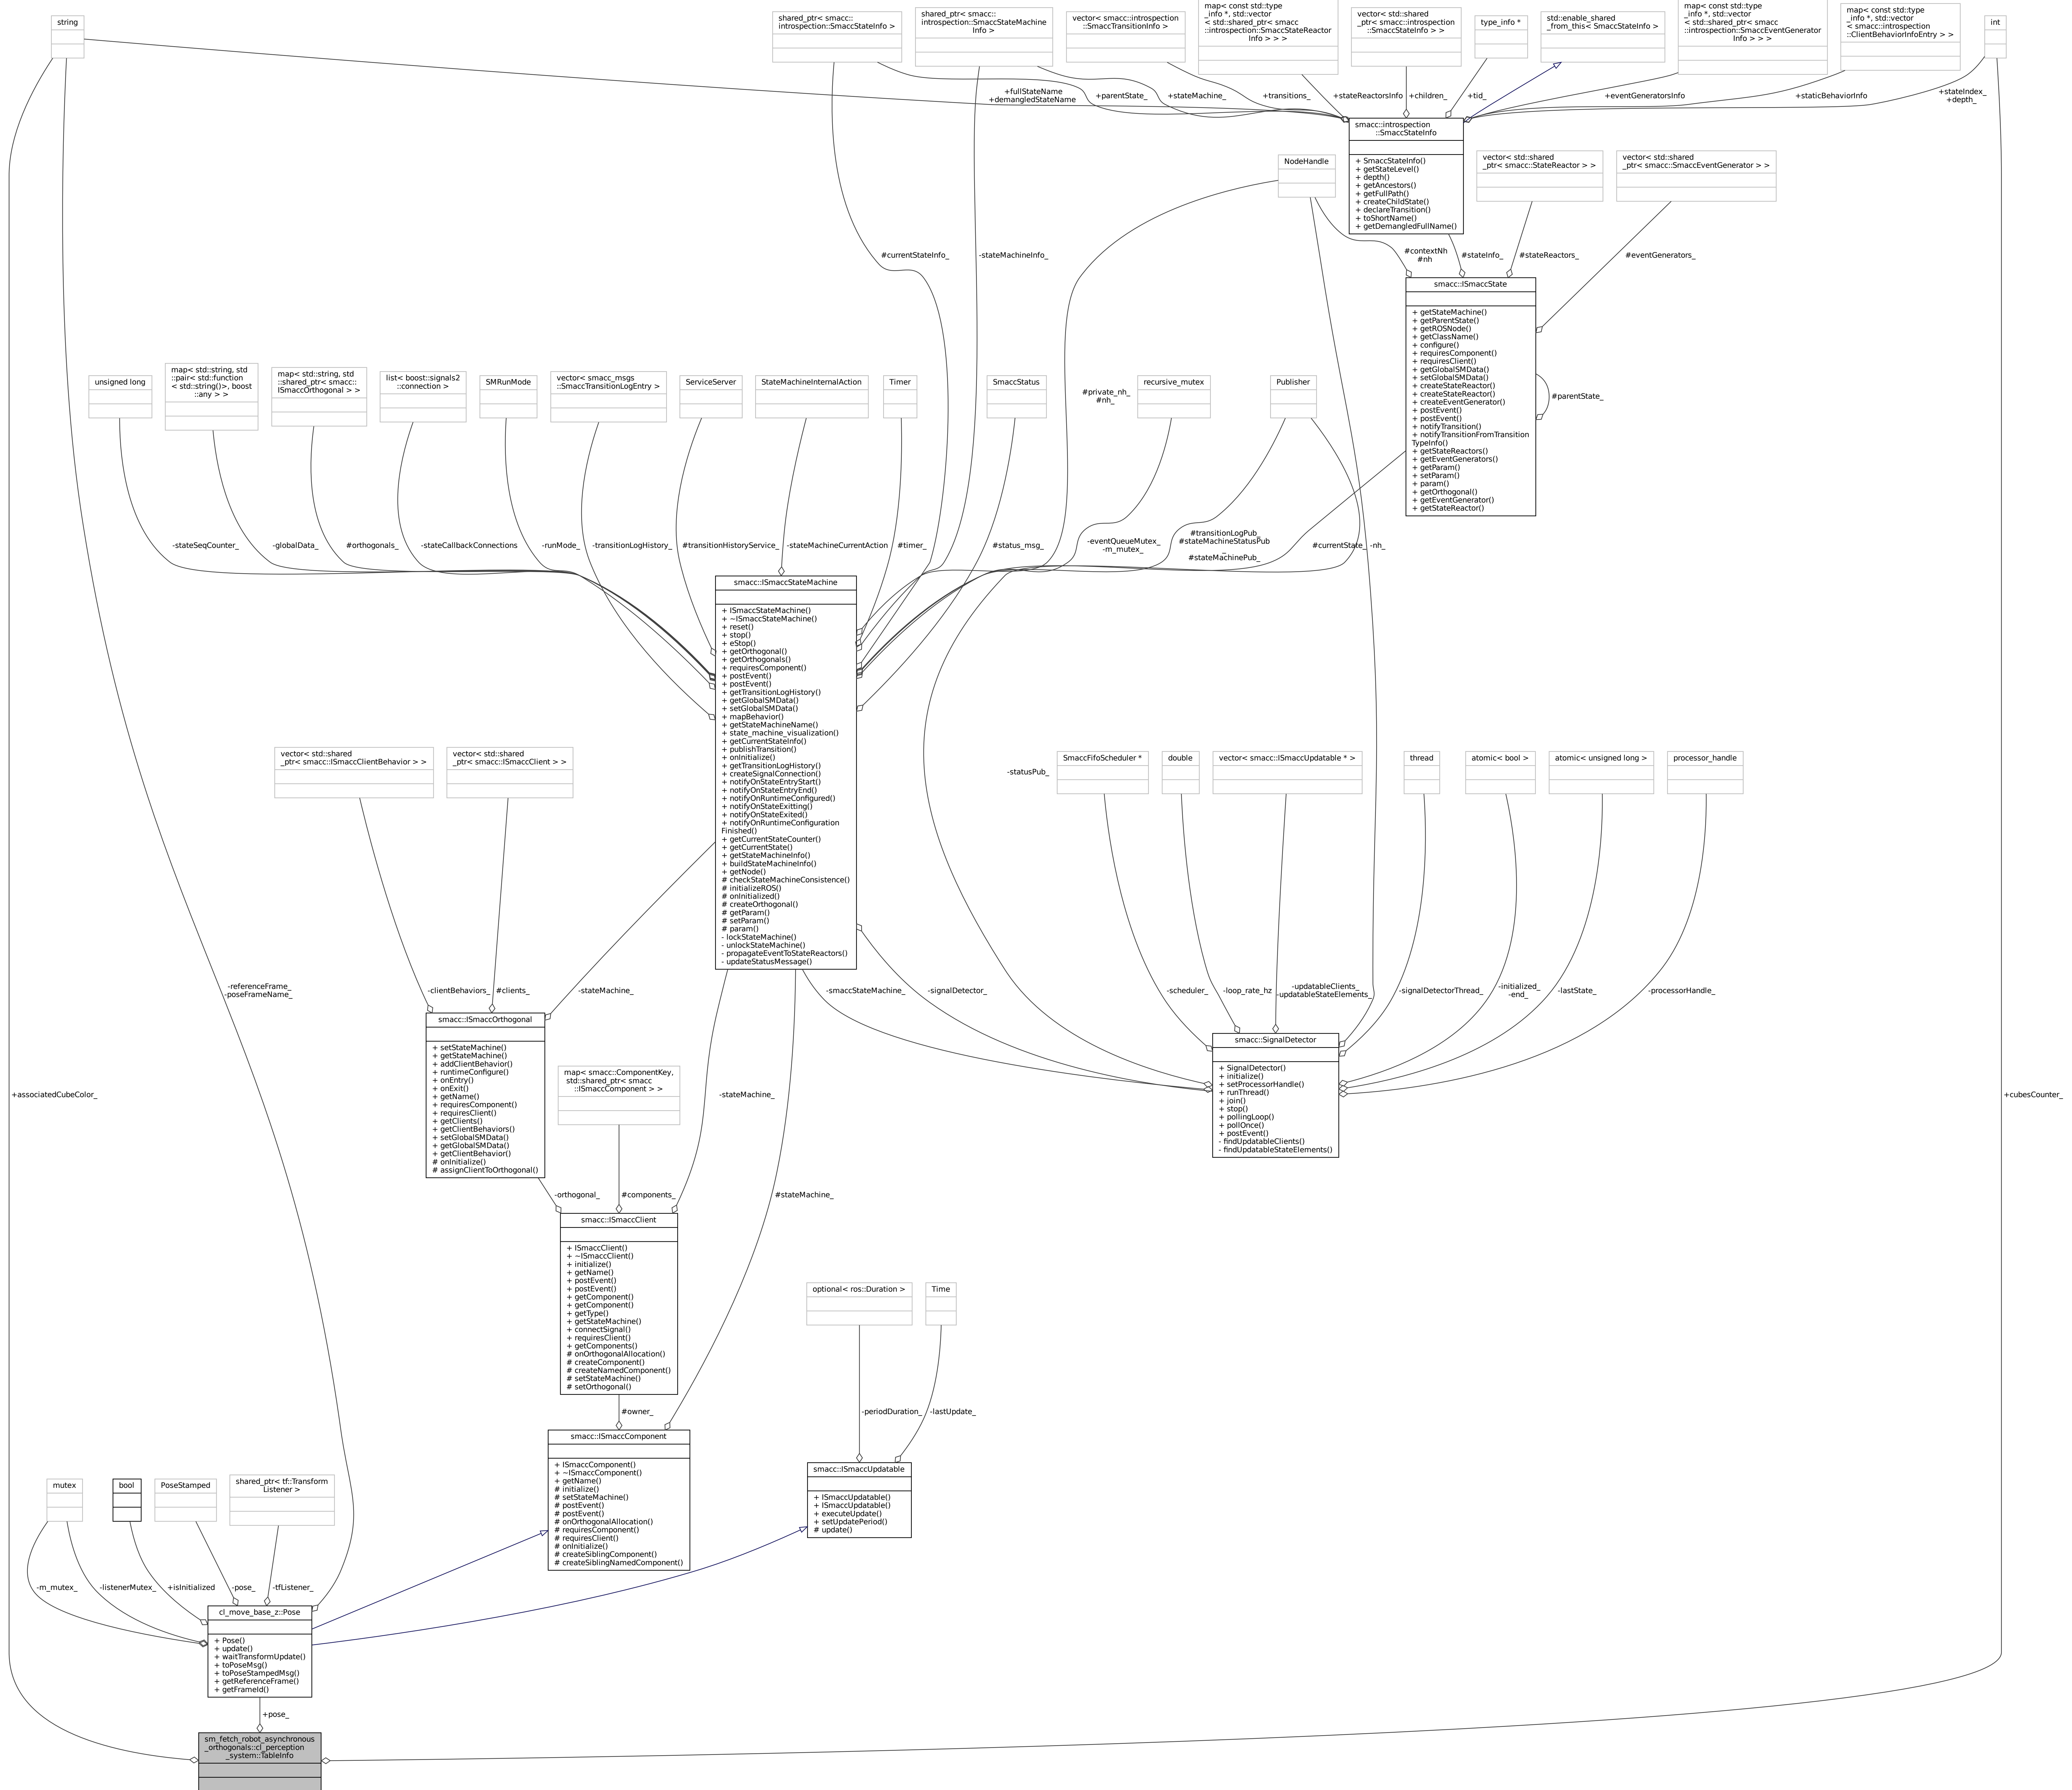 string
shared_ptr< smacc::
introspection::SmaccStateInfo >
shared_ptr< smacc::
introspection::SmaccStateMachine
Info >
vector< smacc::introspection
::SmaccTransitionInfo >
map< const std::type
_info *, std::vector
< std::shared_ptr< smacc
::introspection::SmaccStateReactor
Info > > >
vector< std::shared
_ptr< smacc::introspection
::SmaccStateInfo > >
type_info *
std::enable_shared
_from_this< SmaccStateInfo >
map< const std::type
_info *, std::vector
< std::shared_ptr< smacc
::introspection::SmaccEventGenerator
Info > > >
map< const std::type
_info *, std::vector
< smacc::introspection
::ClientBehaviorInfoEntry > >
int
+fullStateName
+demangledStateName
+parentState_
+stateMachine_
+transitions_
+stateReactorsInfo
+children_
+tid_
+eventGeneratorsInfo
+staticBehaviorInfo
+stateIndex_
+depth_
smacc::introspection
::SmaccStateInfo
+ SmaccStateInfo()
+ getStateLevel()
+ depth()
+ getAncestors()
+ getFullPath()
+ createChildState()
+ declareTransition()
+ toShortName()
+ getDemangledFullName()
NodeHandle
vector< std::shared
_ptr< smacc::StateReactor > >
vector< std::shared
_ptr< smacc::SmaccEventGenerator > >
#currentStateInfo_
-stateMachineInfo_
#contextNh
#nh
#stateInfo_
#stateReactors_
#eventGenerators_
smacc::ISmaccState
+ getStateMachine()
+ getParentState()
+ getROSNode()
+ getClassName()
+ configure()
+ requiresComponent()
+ requiresClient()
+ getGlobalSMData()
+ setGlobalSMData()
+ createStateReactor()
+ createStateReactor()
+ createEventGenerator()
+ postEvent()
+ postEvent()
+ notifyTransition()
+ notifyTransitionFromTransition
TypeInfo()
+ getStateReactors()
+ getEventGenerators()
+ getParam()
+ setParam()
+ param()
+ getOrthogonal()
+ getEventGenerator()
+ getStateReactor()
#parentState_
unsigned long
map< std::string, std
::pair< std::function
< std::string()>, boost
::any > >
map< std::string, std
::shared_ptr< smacc::
ISmaccOrthogonal > >
list< boost::signals2
::connection >
SMRunMode
vector< smacc_msgs
::SmaccTransitionLogEntry >
ServiceServer
StateMachineInternalAction
Timer
SmaccStatus
#private_nh_
#nh_
recursive_mutex
Publisher
-stateSeqCounter_
-globalData_
#orthogonals_
-stateCallbackConnections
-runMode_
-transitionLogHistory_
#transitionHistoryService_
-stateMachineCurrentAction
#timer_
#status_msg_
-eventQueueMutex_
-m_mutex_
#transitionLogPub_
#stateMachineStatusPub
_
#stateMachinePub_
#currentState_
-nh_
smacc::ISmaccStateMachine
+ ISmaccStateMachine()
+ ~ISmaccStateMachine()
+ reset()
+ stop()
+ eStop()
+ getOrthogonal()
+ getOrthogonals()
+ requiresComponent()
+ postEvent()
+ postEvent()
+ getTransitionLogHistory()
+ getGlobalSMData()
+ setGlobalSMData()
+ mapBehavior()
+ getStateMachineName()
+ state_machine_visualization()
+ getCurrentStateInfo()
+ publishTransition()
+ onInitialize()
+ getTransitionLogHistory()
+ createSignalConnection()
+ notifyOnStateEntryStart()
+ notifyOnStateEntryEnd()
+ notifyOnRuntimeConfigured()
+ notifyOnStateExitting()
+ notifyOnStateExited()
+ notifyOnRuntimeConfiguration
Finished()
+ getCurrentStateCounter()
+ getCurrentState()
+ getStateMachineInfo()
+ buildStateMachineInfo()
+ getNode()
# checkStateMachineConsistence()
# initializeROS()
# onInitialized()
# createOrthogonal()
# getParam()
# setParam()
# param()
- lockStateMachine()
- unlockStateMachine()
- propagateEventToStateReactors()
- updateStatusMessage()
vector< std::shared
_ptr< smacc::ISmaccClientBehavior > >
vector< std::shared
_ptr< smacc::ISmaccClient > >
-statusPub_
SmaccFifoScheduler *
double
vector< smacc::ISmaccUpdatable * >
thread
atomic< bool >
atomic< unsigned long >
processor_handle
-referenceFrame_
-poseFrameName_
-clientBehaviors_
#clients_
-stateMachine_
-smaccStateMachine_
-signalDetector_
-scheduler_
-loop_rate_hz
-updatableClients_
-updatableStateElements_
-signalDetectorThread_
-initialized_
-end_
-lastState_
-processorHandle_
smacc::ISmaccOrthogonal
+ setStateMachine()
+ getStateMachine()
+ addClientBehavior()
+ runtimeConfigure()
+ onEntry()
+ onExit()
+ getName()
+ requiresComponent()
+ requiresClient()
+ getClients()
+ getClientBehaviors()
+ setGlobalSMData()
+ getGlobalSMData()
+ getClientBehavior()
# onInitialize()
# assignClientToOrthogonal()
smacc::SignalDetector
+ SignalDetector()
+ initialize()
+ setProcessorHandle()
+ runThread()
+ join()
+ stop()
+ pollingLoop()
+ pollOnce()
+ postEvent()
- findUpdatableClients()
- findUpdatableStateElements()
map< smacc::ComponentKey,
std::shared_ptr< smacc
::ISmaccComponent > >
+associatedCubeColor_
-stateMachine_
+cubesCounter_
-orthogonal_
#components_
#stateMachine_
smacc::ISmaccClient
+ ISmaccClient()
+ ~ISmaccClient()
+ initialize()
+ getName()
+ postEvent()
+ postEvent()
+ getComponent()
+ getComponent()
+ getType()
+ getStateMachine()
+ connectSignal()
+ requiresClient()
+ getComponents()
# onOrthogonalAllocation()
# createComponent()
# createNamedComponent()
# setStateMachine()
# setOrthogonal()
optional< ros::Duration >
Time
#owner_
-periodDuration_
-lastUpdate_
smacc::ISmaccComponent
+ ISmaccComponent()
+ ~ISmaccComponent()
+ getName()
# initialize()
# setStateMachine()
# postEvent()
# postEvent()
# onOrthogonalAllocation()
# requiresComponent()
# requiresClient()
# onInitialize()
# createSiblingComponent()
# createSiblingNamedComponent()
smacc::ISmaccUpdatable
+ ISmaccUpdatable()
+ ISmaccUpdatable()
+ executeUpdate()
+ setUpdatePeriod()
# update()
mutex
bool
PoseStamped
shared_ptr< tf::Transform
Listener >
-m_mutex_
-listenerMutex_
+isInitialized
-pose_
-tfListener_
cl_move_base_z::Pose
+ Pose()
+ update()
+ waitTransformUpdate()
+ toPoseMsg()
+ toPoseStampedMsg()
+ getReferenceFrame()
+ getFrameId()
+pose_
sm_fetch_robot_asynchronous
_orthogonals::cl_perception
_system::TableInfo